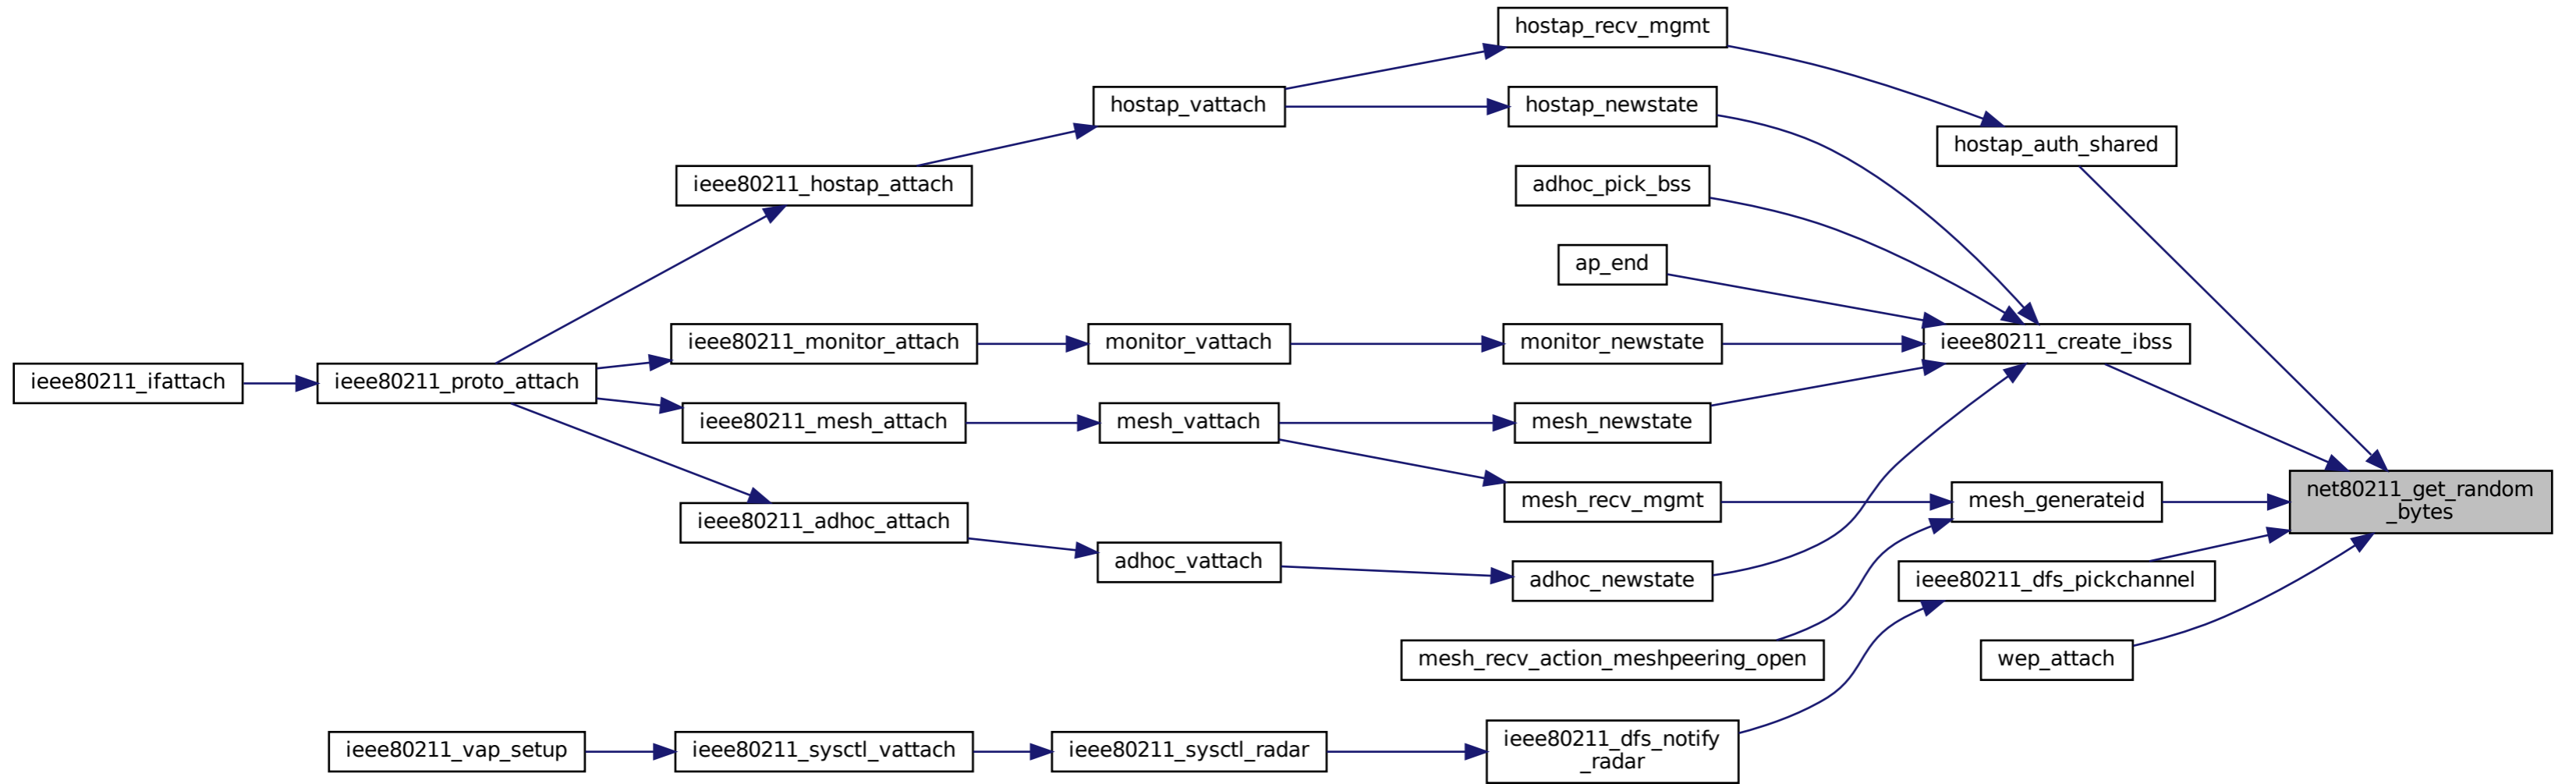 hostap_recv_mgmt
hostap_vattach
hostap_newstate
hostap_auth_shared
ieee80211_hostap_attach
adhoc_pick_bss
ap_end
ieee80211_monitor_attach
monitor_vattach
monitor_newstate
ieee80211_create_ibss
ieee80211_ifattach
ieee80211_proto_attach
ieee80211_mesh_attach
mesh_vattach
mesh_newstate
net80211_get_random
_bytes
mesh_recv_mgmt
mesh_generateid
ieee80211_adhoc_attach
adhoc_vattach
adhoc_newstate
ieee80211_dfs_pickchannel
mesh_recv_action_meshpeering_open
wep_attach
ieee80211_vap_setup
ieee80211_sysctl_vattach
ieee80211_sysctl_radar
ieee80211_dfs_notify
_radar